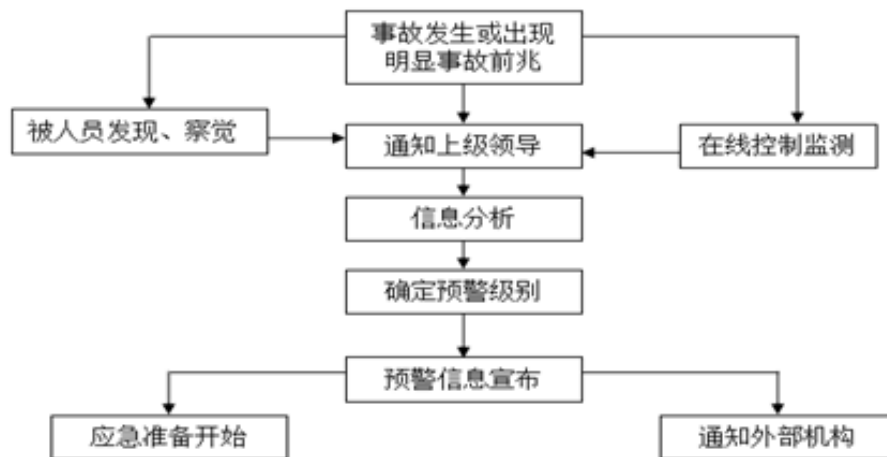 事故发生或出现
明显事故前兆
被人员发现、察觉
通知上级领导
在线控制监测
信息分析
确定预警级别
预警信息宣布
应急准备开始
通知外部机构